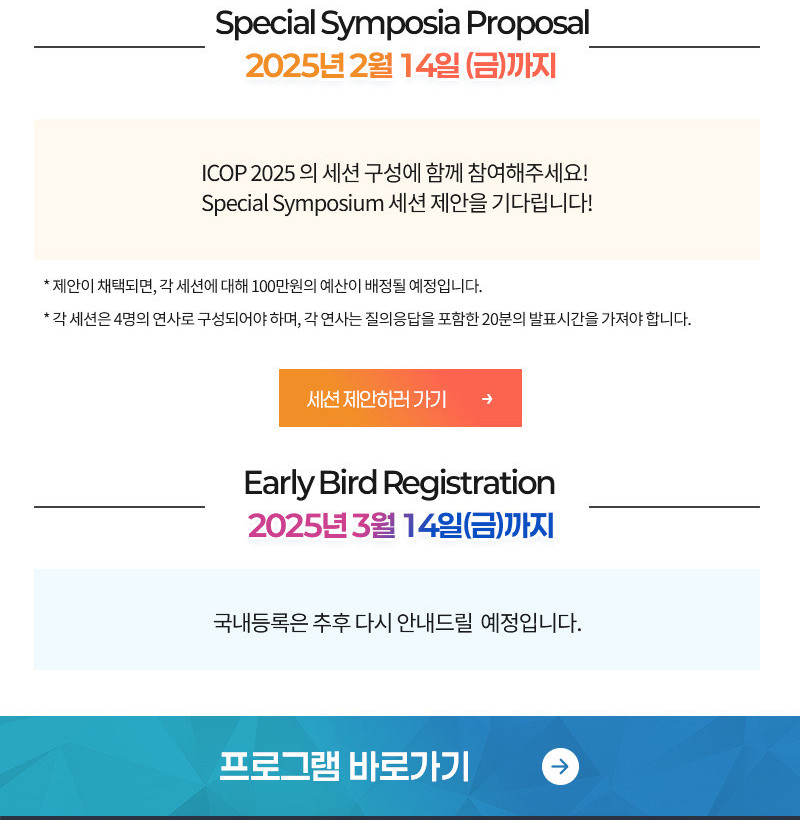 Special Symposia Proposal
2025년 2월 14일 (금)까지
ICOP 2025 의 세션 구성에 함께 참여해주세요!
Special Symposium 세션 제안을 기다립니다!
* 제안이 채택되면, 각 세션에 대해 100만원의 예산이 배정될 예정입니다.
* 각 세션은 4명의 연사로 구성되어야 하며, 각 연사는 질의응답을 포함한 20분의 발표시간을 가져야 합니다.
세션 제안하러 가기 →
Early Bird Registration
2025년 3월 14일(금)까지
국내등록은 추후 다시 안내드릴 예정입니다.
프로그램 바로가기 →